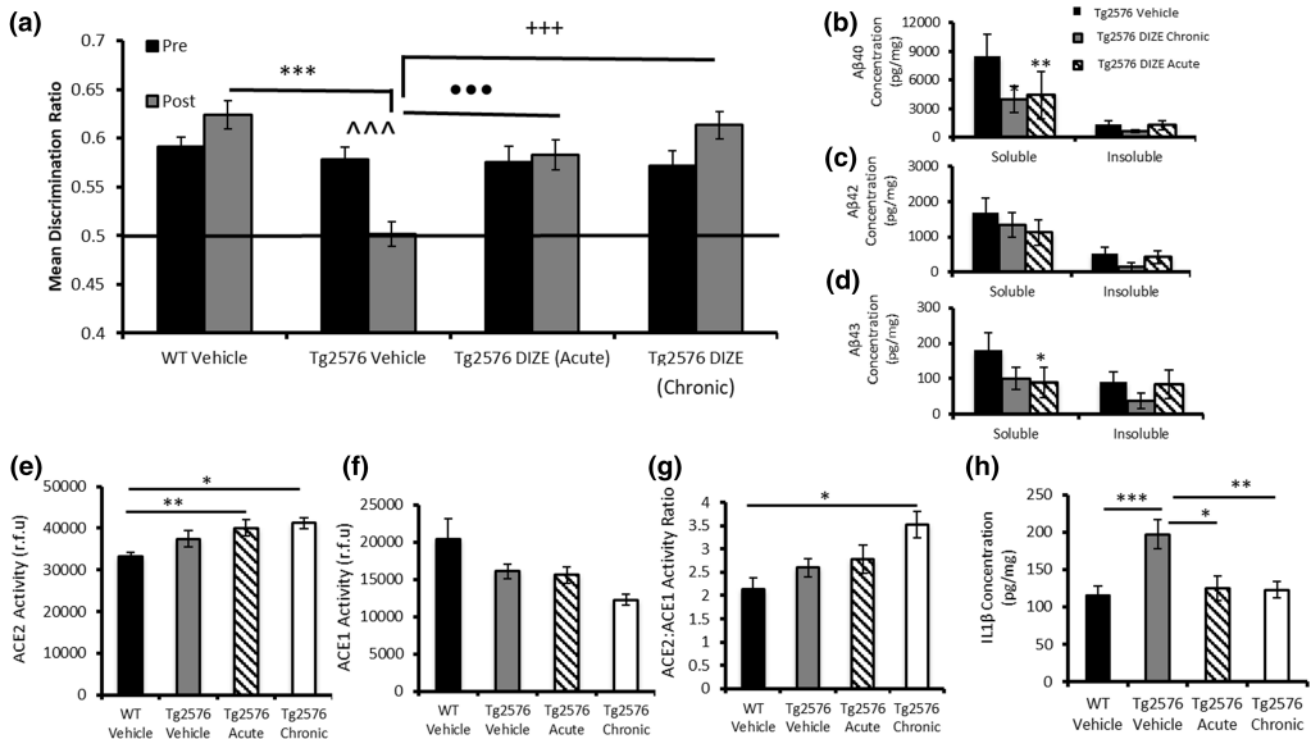 (a)
Mean Discrimination Ratio
0.7
0.65
0.6
0.55
0.5
0.45
0.4
Pre
Post
***
^^^
•••
+++
WT Vehicle
Tg2576 Vehicle
Tg2576 DIZE (Acute)
Tg2576 DIZE
(Chronic)
Tg2576 Vehicle
Tg2576 DIZE Chronic
Tg2576 DIZE Acute
(b)
Aβ40
Concentration
(pg/mg)
12000
9000
6000
3000
0
*
**
Soluble
Insoluble
(c)
Aβ42
Concentration
(pg/mg)
3000
2000
1000
0
Soluble
Insoluble
(d)
Aβ43
Concentration
(pg/mg)
300
200
100
0
*
Soluble
Insoluble
(e)
ACE2 Activity (r.f.u)
50000
40000
30000
20000
10000
0
**
*
WT
Vehicle
Tg2576
Vehicle
Tg2576
Acute
Tg2576
Chronic
(f)
ACE1 Activity (r.f.u)
25000
20000
15000
10000
5000
0
WT
Vehicle
Tg2576
Vehicle
Tg2576
Acute
Tg2576
Chronic
(g)
ACE2:ACE1 Activity Ratio
4
3.5
3
2.5
2
1.5
1
0.5
0
*
WT
Vehicle
Tg2576
Vehicle
Tg2576
Acute
Tg2576
Chronic
(h)
IL1β Concentration
(pg/mg)
250
200
150
100
50
0
***
**
*
WT
Vehicle
Tg2576
Vehicle
Tg2576
Acute
Tg2576
Chronic